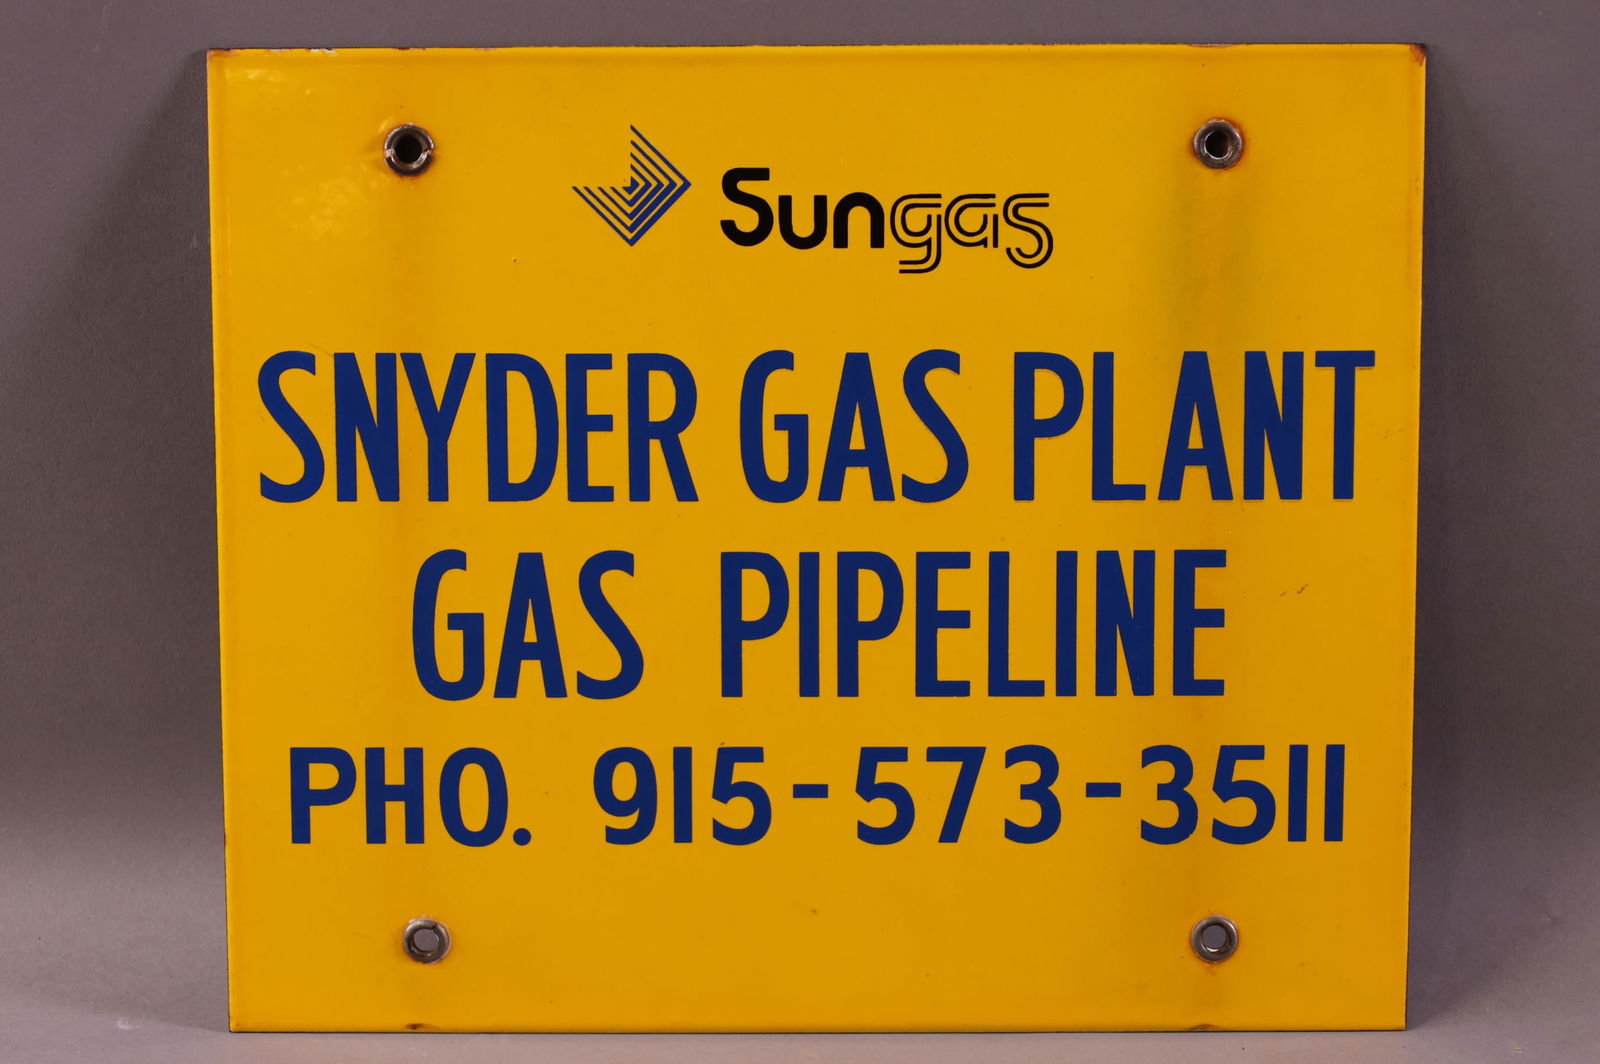 Sungas
SNYDER GAS PLANT
GAS PIPELINE
PHO. 915-573-3511